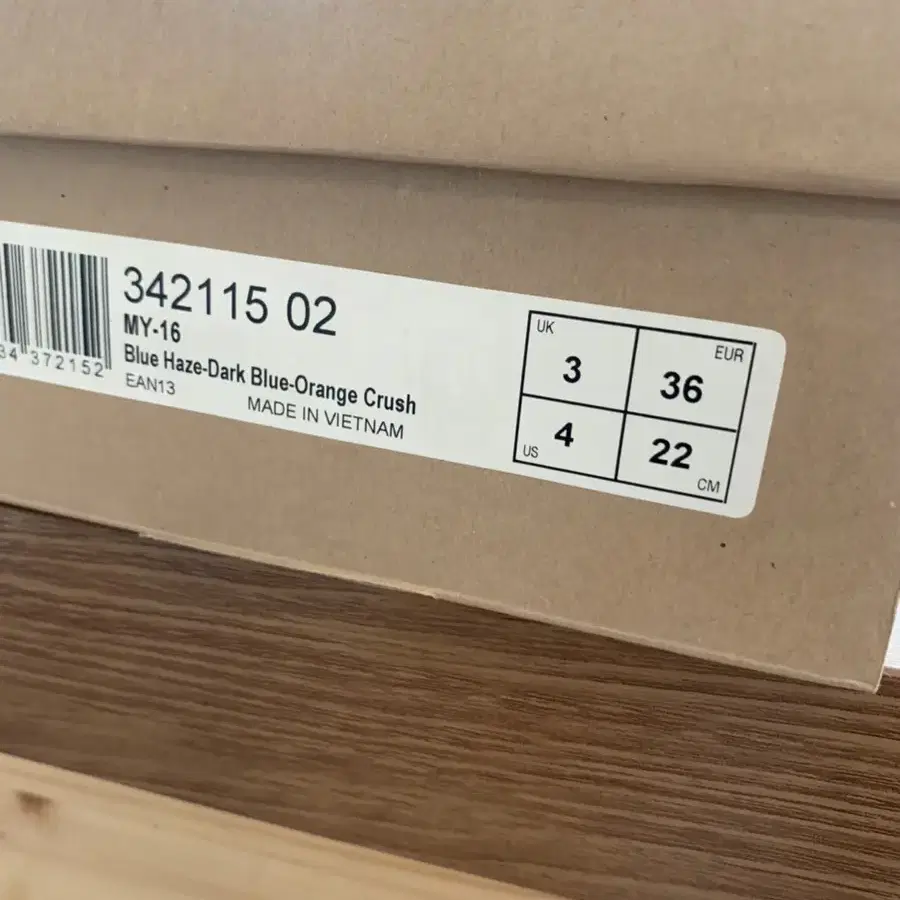 342115 02
MY-16
Blue Haze-Dark Blue-Orange Crush
EAN13
MADE IN VIETNAM
34 372152
UK
3
EUR
36
US
4
22
CM